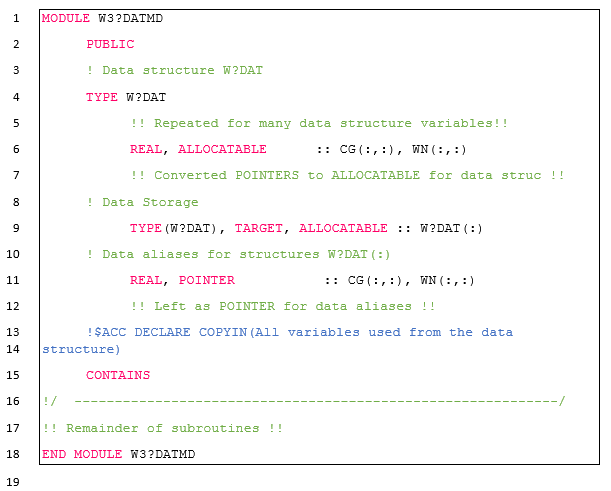 1 MODULE W3?DATMD
2 PUBLIC
3 ! Data structure W?DAT
4 TYPE W?DAT
5 !! Repeated for many data structure variables!!
6 REAL, ALLOCATABLE :: CG(:,:), WN(:,:)
7 !! Converted POINTERS to ALLOCATABLE for data struc !!
8 ! Data Storage
9 TYPE(W?DAT), TARGET, ALLOCATABLE :: W?DAT(:)
10 ! Data aliases for structures W?DAT(:)
11 REAL, POINTER :: CG(:,:), WN(:,:)
12 !! Left as POINTER for data aliases !!
13 !$ACC DECLARE COPYIN(All variables used from the data
14 structure)
15 CONTAINS
16 !/ ------------------------------------------------------------/
17 !! Remainder of subroutines !!
18 END MODULE W3?DATMD
19